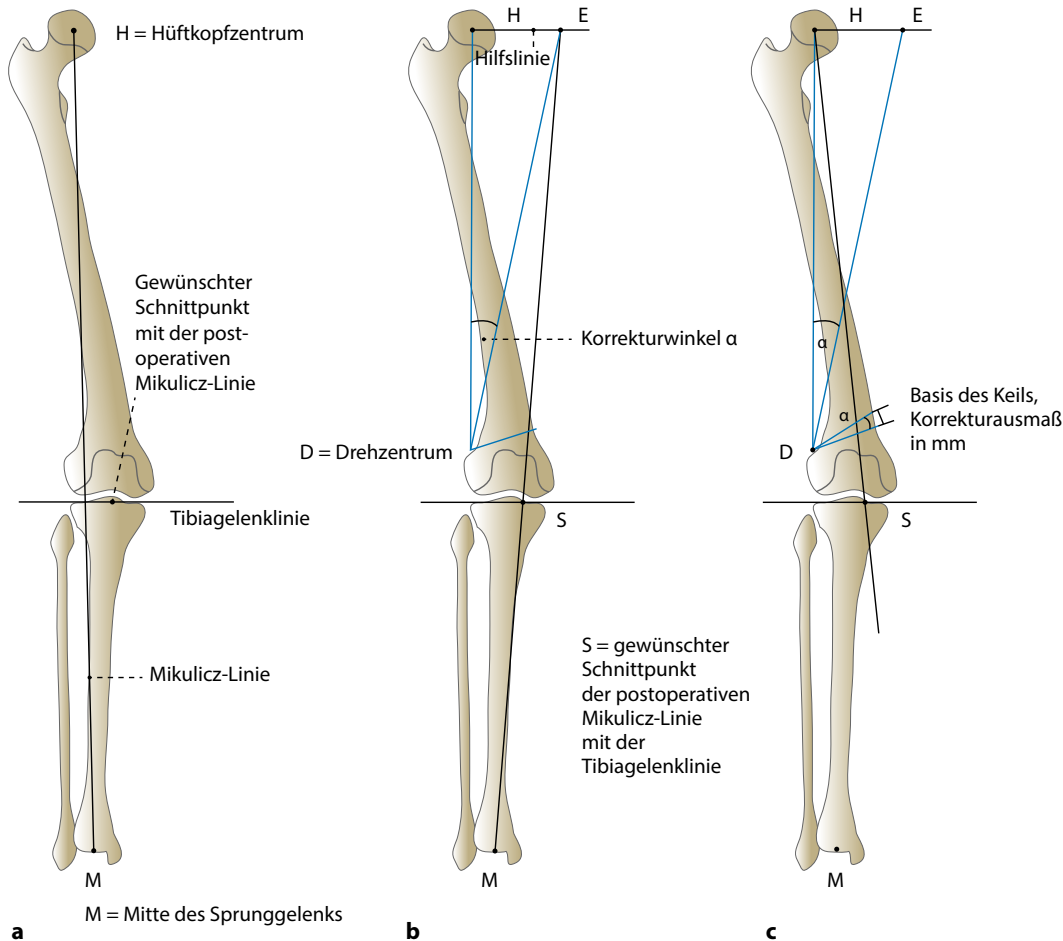 H = Hüftkopfzentrum
Gewünschter
Schnittpunkt
mit der post-
operativen
Mikulicz-Linie
Tibiagelenklinie
Mikulicz-Linie
M
M = Mitte des Sprunggelenks
a
H
E
Hilfslinie
Korrekturwinkel α
D = Drehzentrum
S
S = gewünschter
Schnittpunkt
der postoperativen
Mikulicz-Linie
mit der
Tibiagelenklinie
M
b
H
E
α
α
Basis des Keils,
Korrekturausmaß
in mm
D
S
M
c